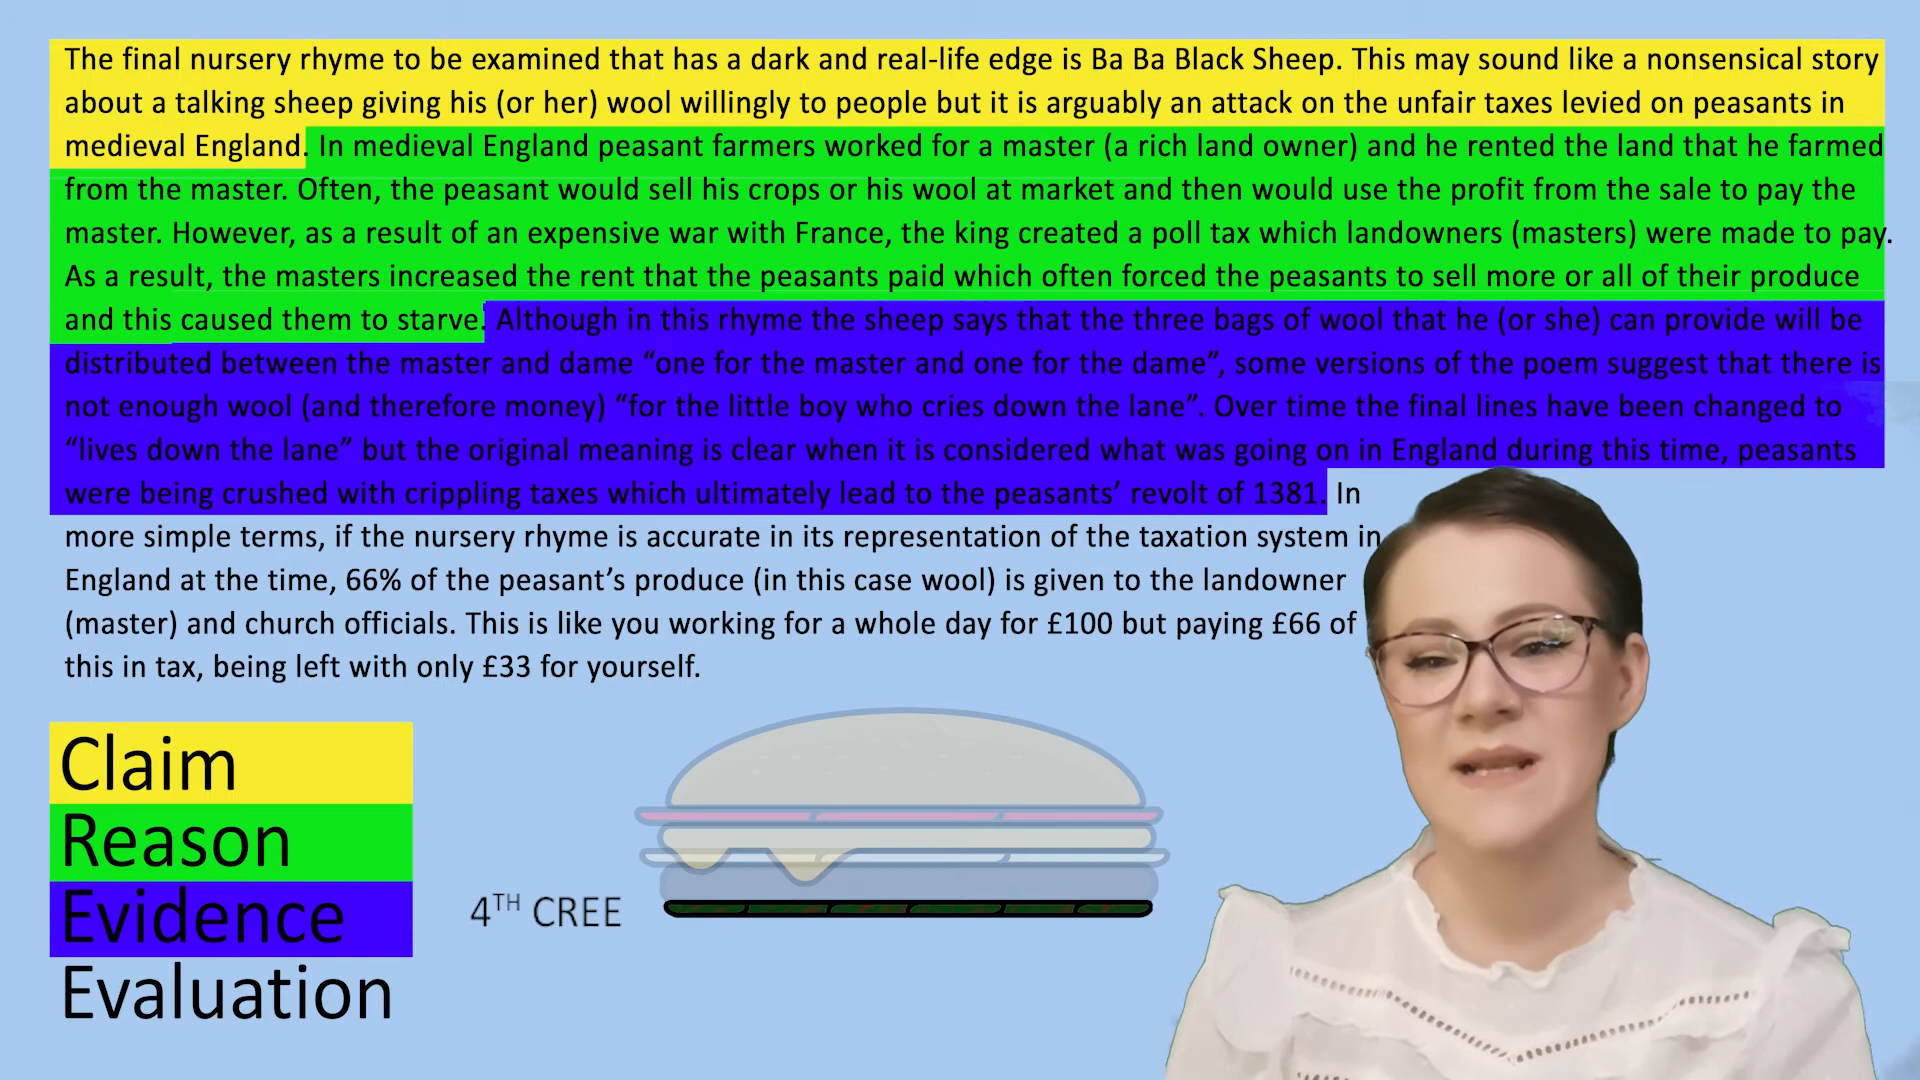 The final nursery rhyme to be examined that has a dark and real-life edge is Ba Ba Black Sheep. This may sound like a nonsensical story
about a talking sheep giving his (or her) wool willingly to people but it is arguably an attack on the unfair taxes levied on peasants in
medieval England. In medieval England peasant farmers worked for a master (a rich land owner) and he rented the land that he farmed
from the master. Often, the peasant would sell his crops or his wool at market and then would use the profit from the sale to pay the
master. However, as a result of an expensive war with France, the king created a poll tax which landowners (masters) were made to pay.
As a result, the masters increased the rent that the peasants paid which often forced the peasants to sell more or all of their produce
and this caused them to starve. Although in this rhyme the sheep says that the three bags of wool that he (or she) can provide will be
distributed between the master and dame “one for the master and one for the dame”, some versions of the poem suggest that there is
not enough wool (and therefore money) “for the little boy who cries down the lane”. Over time the final lines have been changed to
“lives down the lane” but the original meaning is clear when it is considered what was going on in England during this time, peasants
were being crushed with crippling taxes which ultimately lead to the peasants’ revolt of 1381. In
more simple terms, if the nursery rhyme is accurate in its representation of the taxation system in
England at the time, 66% of the peasant’s produce (in this case wool) is given to the landowner
(master) and church officials. This is like you working for a whole day for £100 but paying £66 of
this in tax, being left with only £33 for yourself.
Claim
Reason
Evidence
Evaluation
4TH CREE